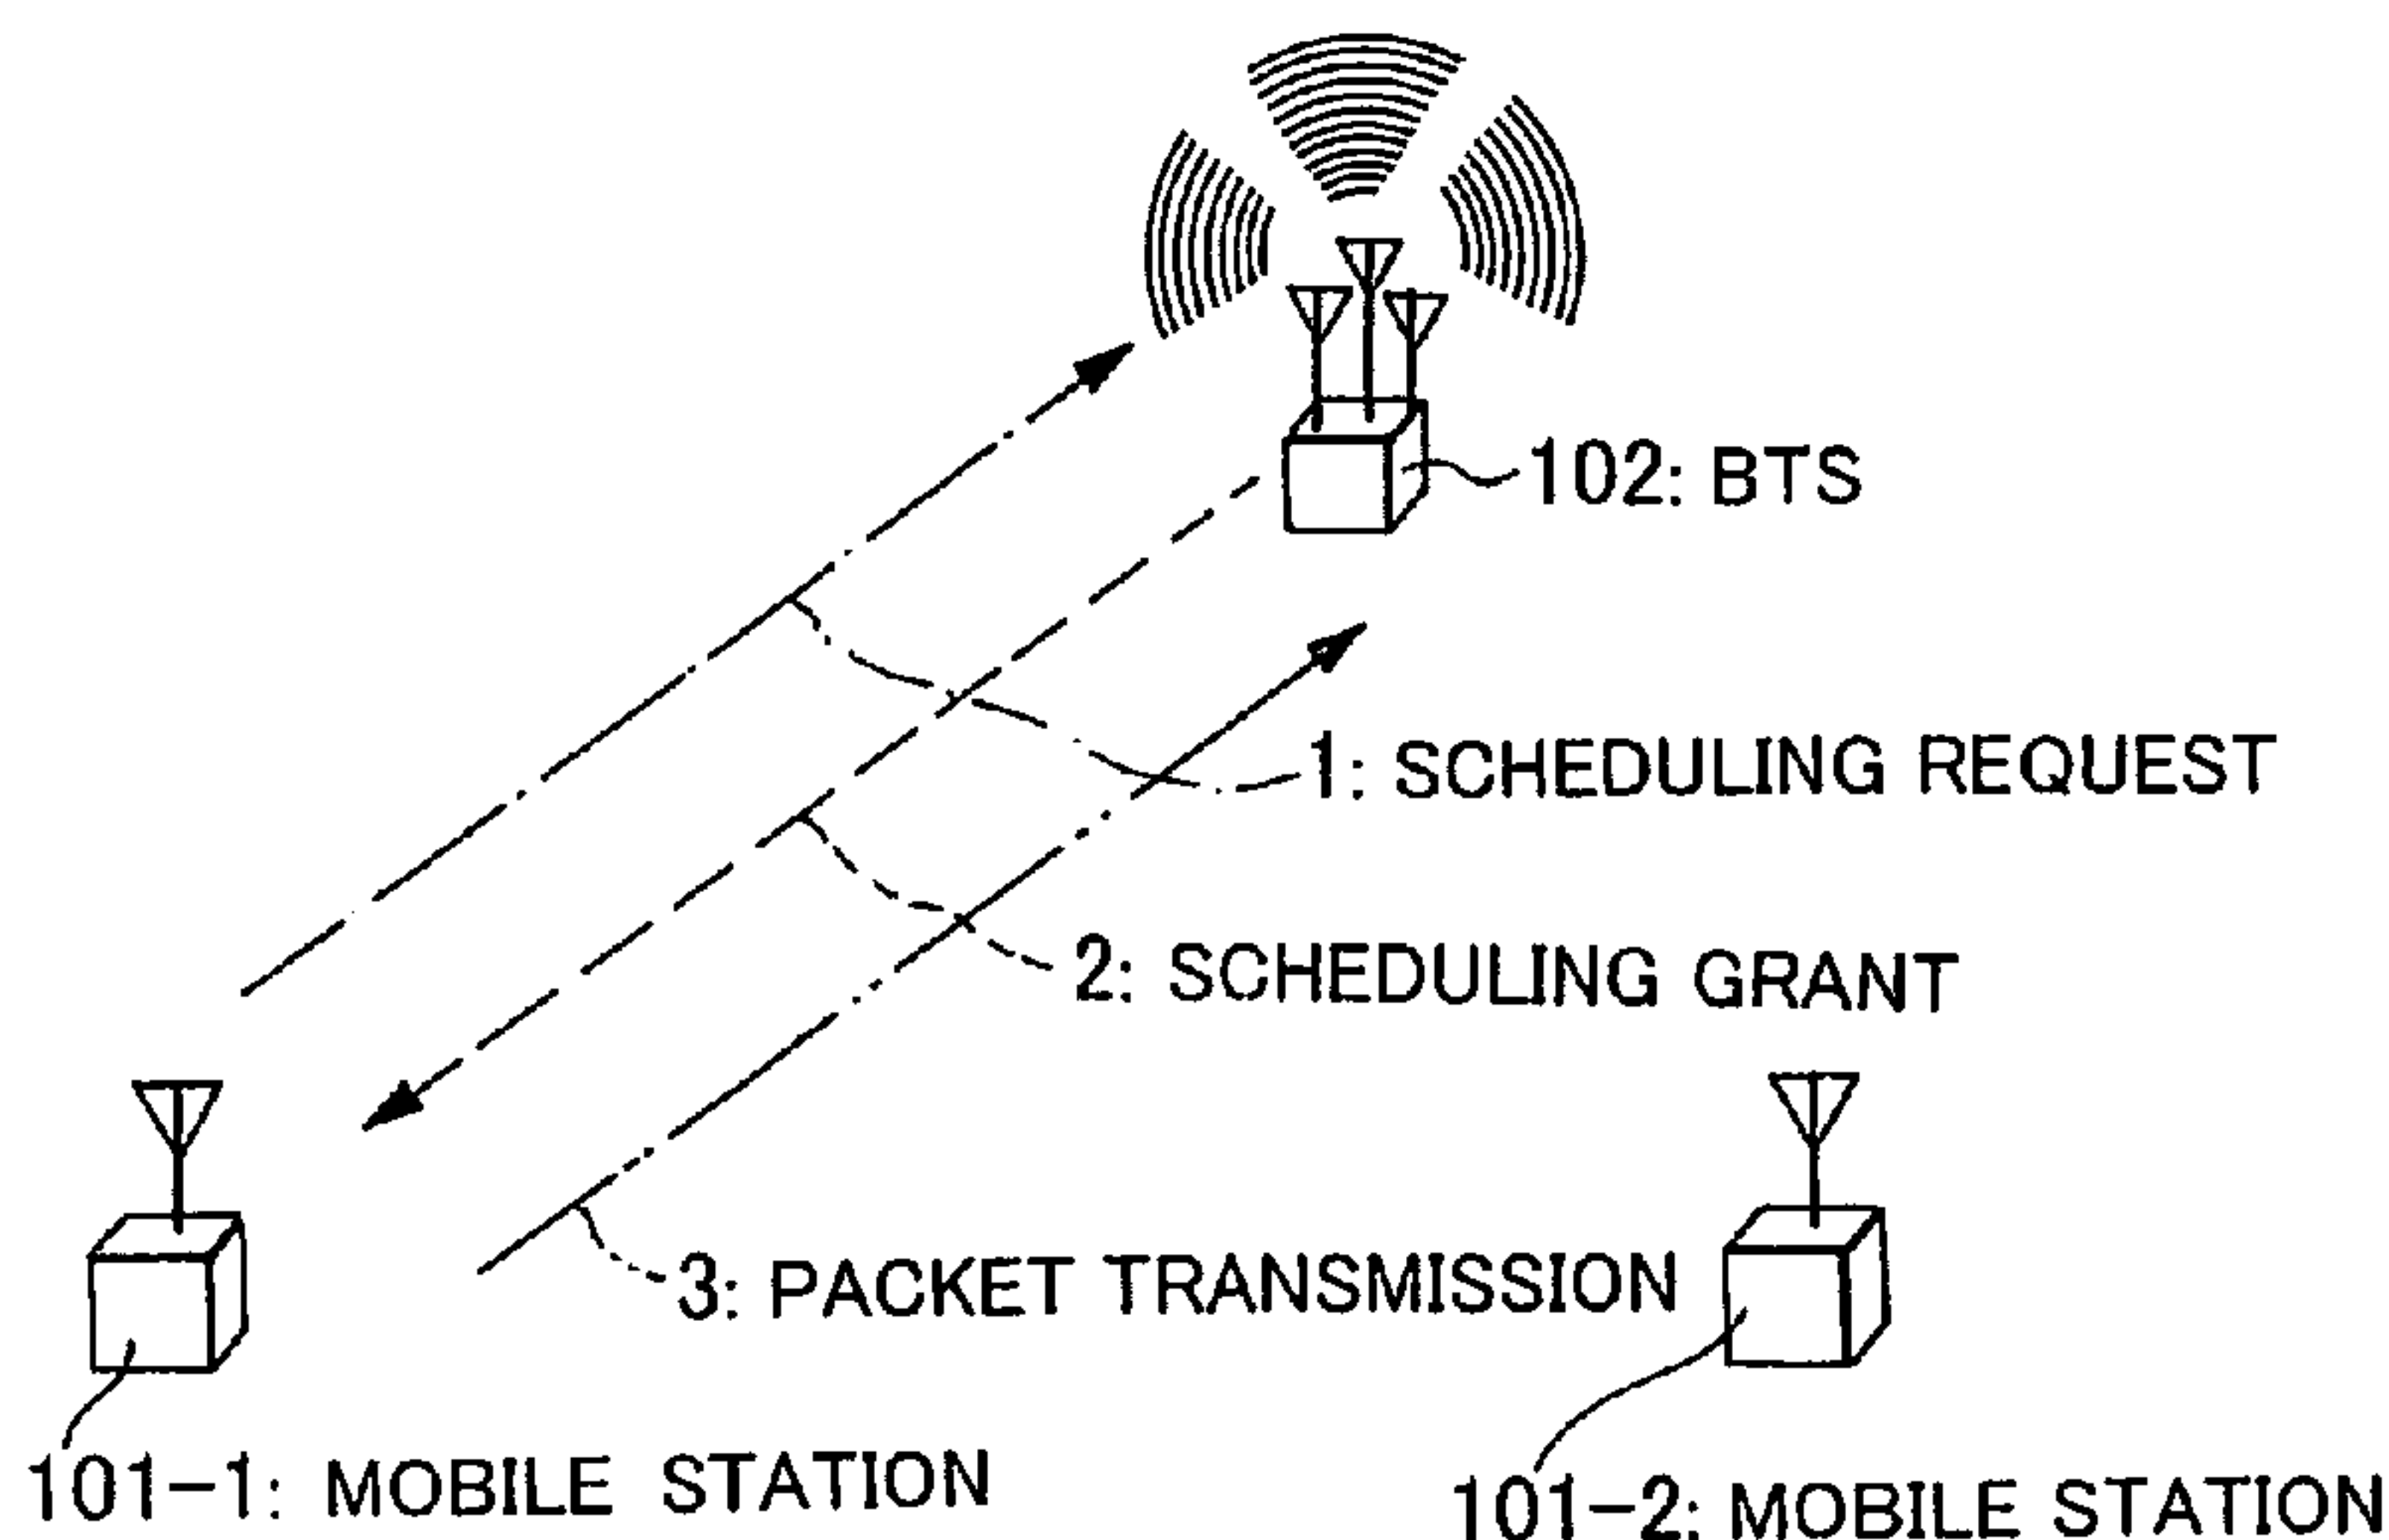 102: BTS
1: SCHEDULING REQUEST
2: SCHEDULING GRANT
3: PACKET TRANSMISSION
101-1: MOBILE STATION
101-2: MOBILE STATION